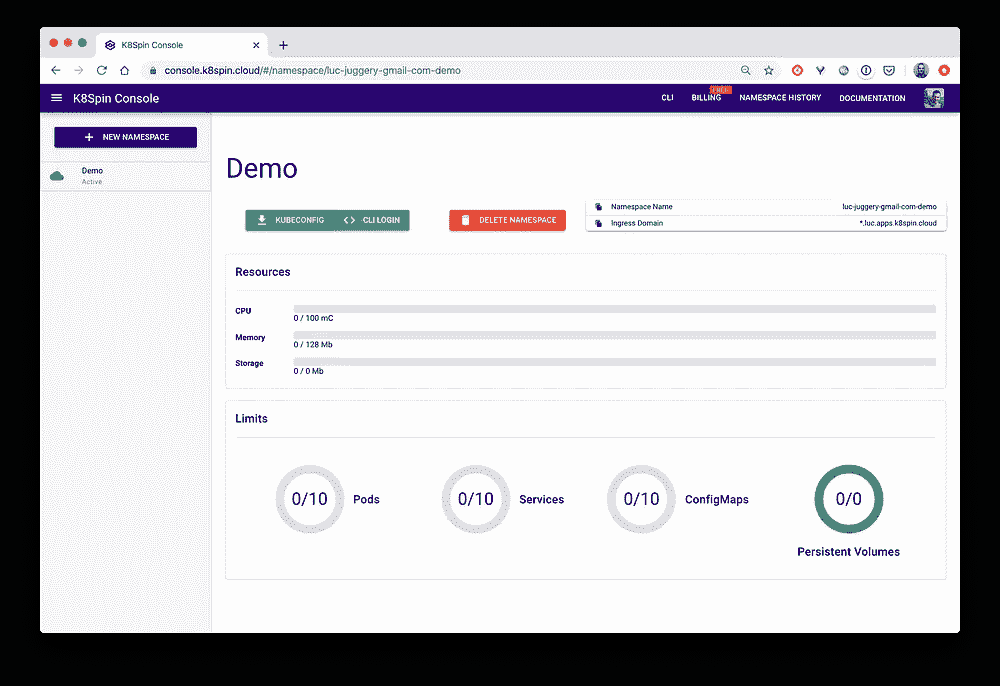 K8Spin Console
console.k8spin.cloud/#/namespace/luc-juggery-gmail-com-demo
K8Spin Console
CLI
BILLING
NAMESPACE HISTORY
DOCUMENTATION
+ NEW NAMESPACE
Demo
Active
Demo
KUBECONFIG
<> CLI LOGIN
DELETE NAMESPACE
Namespace Name
luc-juggery-gmail-com-demo
Ingress Domain
*.luc.apps.k8spin.cloud
Resources
CPU
0 / 100 mC
Memory
0 / 128 Mb
Storage
0 / 0 Mb
Limits
0/10 Pods
0/10 Services
0/10 ConfigMaps
0/0
Persistent Volumes